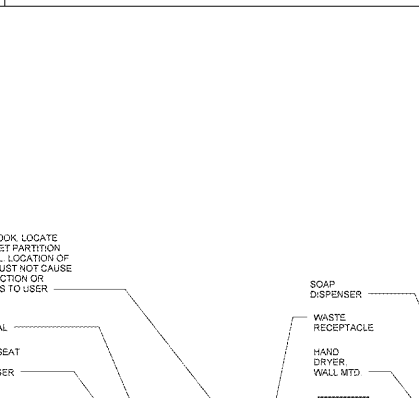 OOK, LOCATE
ET PARTITION
L. LOCATION OF
UST NOT CAUSE
CTION OR
S TO USER
AL
SEAT
SER
SOAP
DISPENSER
WASTE
RECEPTACLE
HAND
DRYER,
WALL MTD.